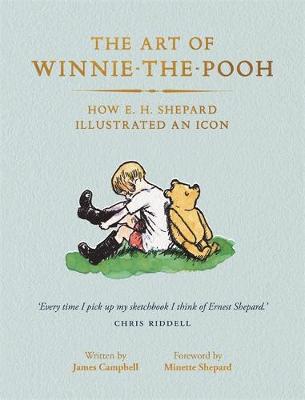 THE ART OF
WINNIE-THE-POOH
HOW E. H. SHEPARD
ILLUSTRATED AN ICON
‘Every time I pick up my sketchbook I think of Ernest Shepard.’
CHRIS RIDDELL
Written by
James Campbell
Foreword by
Minette Shepard